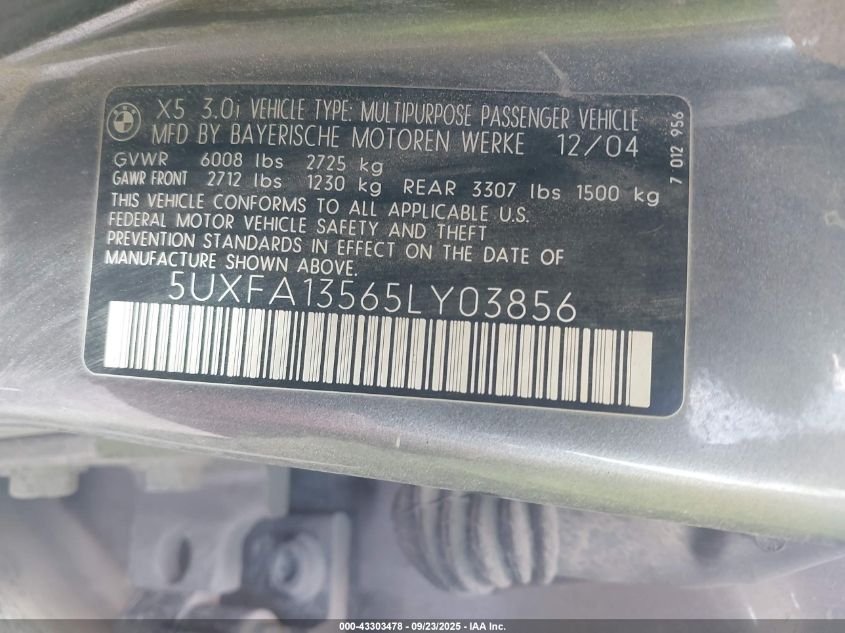 BMW
X5 3.0i VEHICLE TYPE: MULTIPURPOSE PASSENGER VEHICLE
MFD BY BAYERISCHE MOTOREN WERKE 12/04
GVWR 6008 lbs 2725 kg
GAWR FRONT 2712 lbs 1230 kg REAR 3307 lbs 1500 kg
THIS VEHICLE CONFORMS TO ALL APPLICABLE U.S.
FEDERAL MOTOR VEHICLE SAFETY AND THEFT
PREVENTION STANDARDS IN EFFECT ON THE DATE OF
MANUFACTURE SHOWN ABOVE.
5UXFA13565LY03856
7 012 956
000-43303478 - 09/23/2025 - IAA Inc.